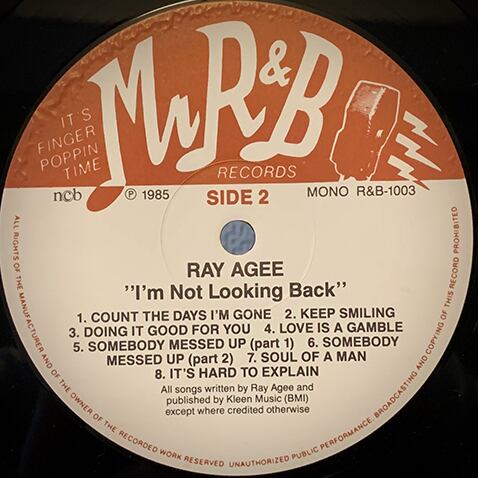 Mr R&B
IT'S
FINGER
POPPIN
TIME
RECORDS
ncb
Ⓟ 1985
SIDE 2
MONO R&B-1003
RAY AGEE
"I'm Not Looking Back"
1. COUNT THE DAYS I'M GONE 2. KEEP SMILING
3. DOING IT GOOD FOR YOU 4. LOVE IS A GAMBLE
5. SOMEBODY MESSED UP (part 1) 6. SOMEBODY
MESSED UP (part 2) 7. SOUL OF A MAN
8. IT'S HARD TO EXPLAIN
All songs written by Ray Agee and
published by Kleen Music (BMI)
except where credited otherwise
ALL RIGHTS OF THE MANUFACTURER AND OF THE OWNER OF THE RECORDED WORK RESERVED UNAUTHORIZED PUBLIC PERFORMANCE, BROADCASTING AND COPYING OF THIS RECORD PROHIBITED